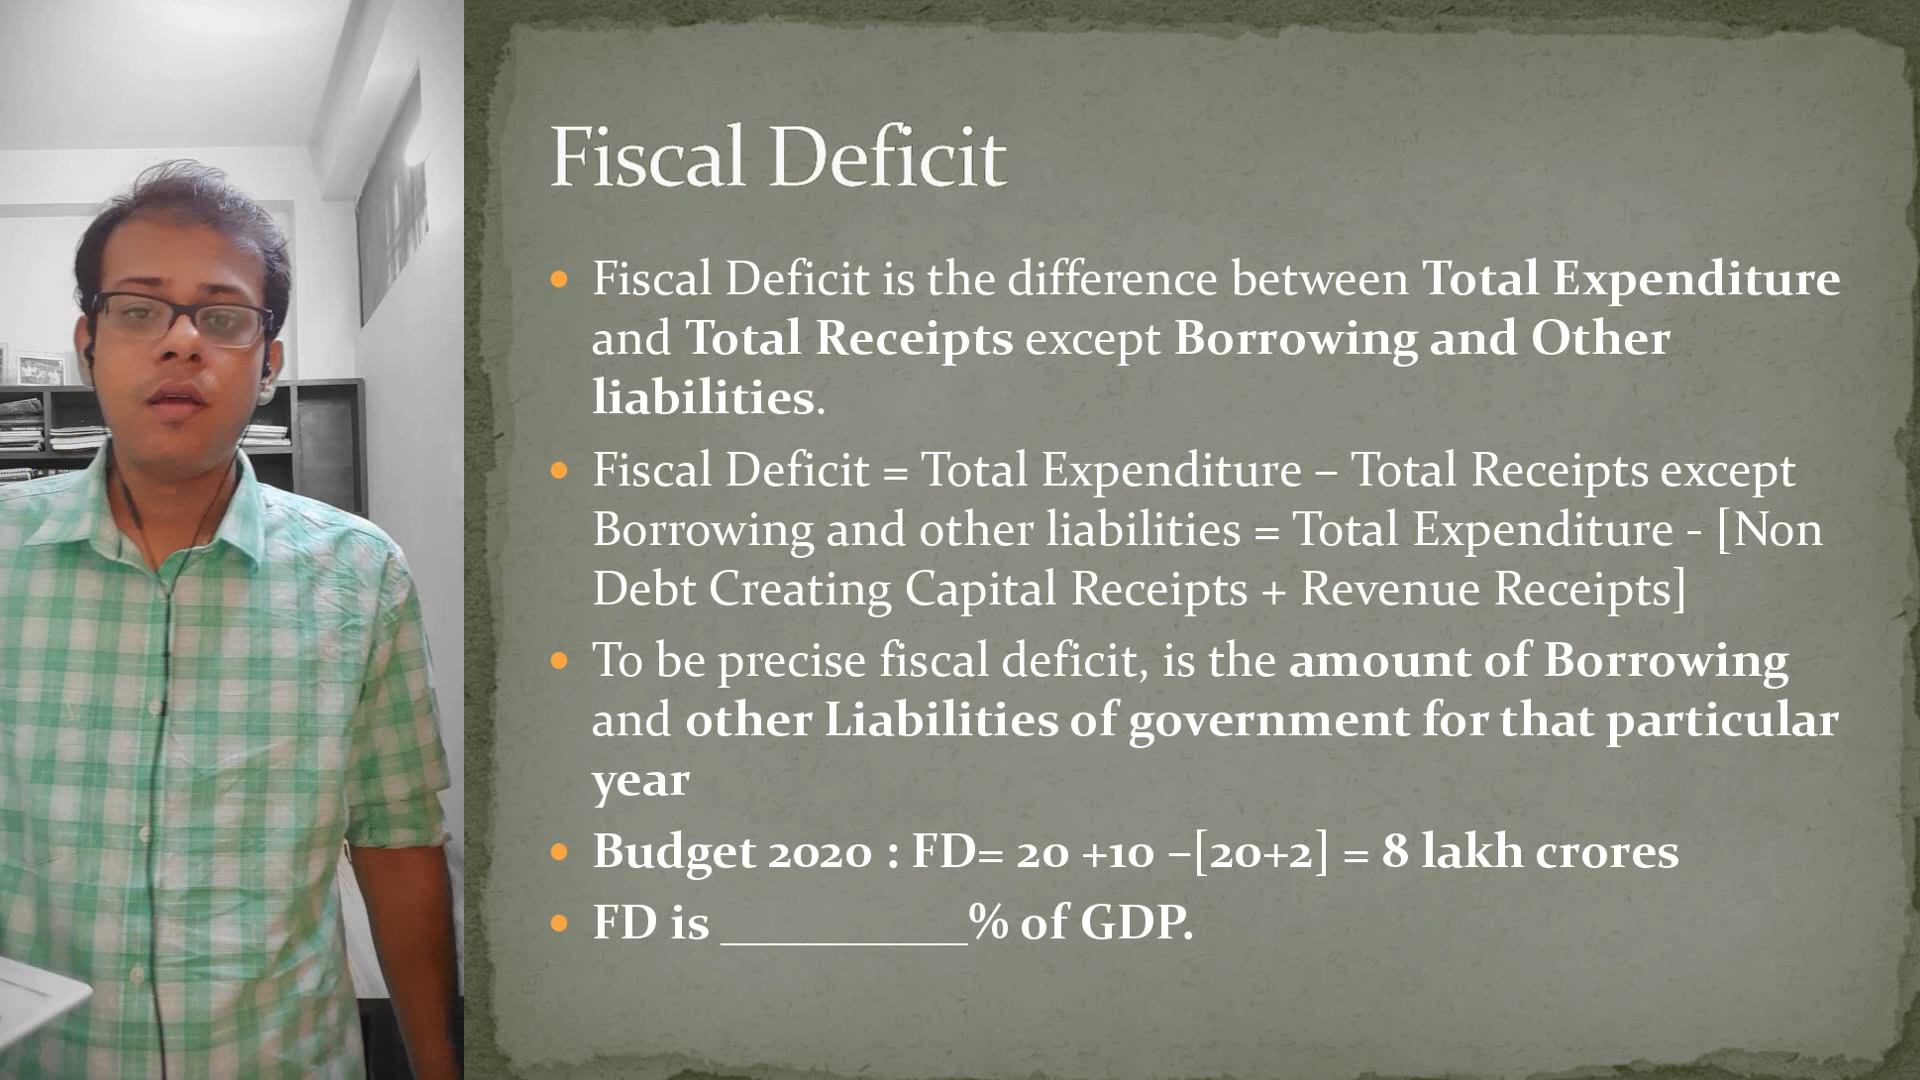 Fiscal Deficit
• Fiscal Deficit is the difference between Total Expenditure
and Total Receipts except Borrowing and Other
liabilities.
• Fiscal Deficit = Total Expenditure – Total Receipts except
Borrowing and other liabilities = Total Expenditure - [Non
Debt Creating Capital Receipts + Revenue Receipts]
• To be precise fiscal deficit, is the amount of Borrowing
and other Liabilities of government for that particular
year
• Budget 2020 : FD= 20 +10 –[20+2] = 8 lakh crores
• FD is __________% of GDP.